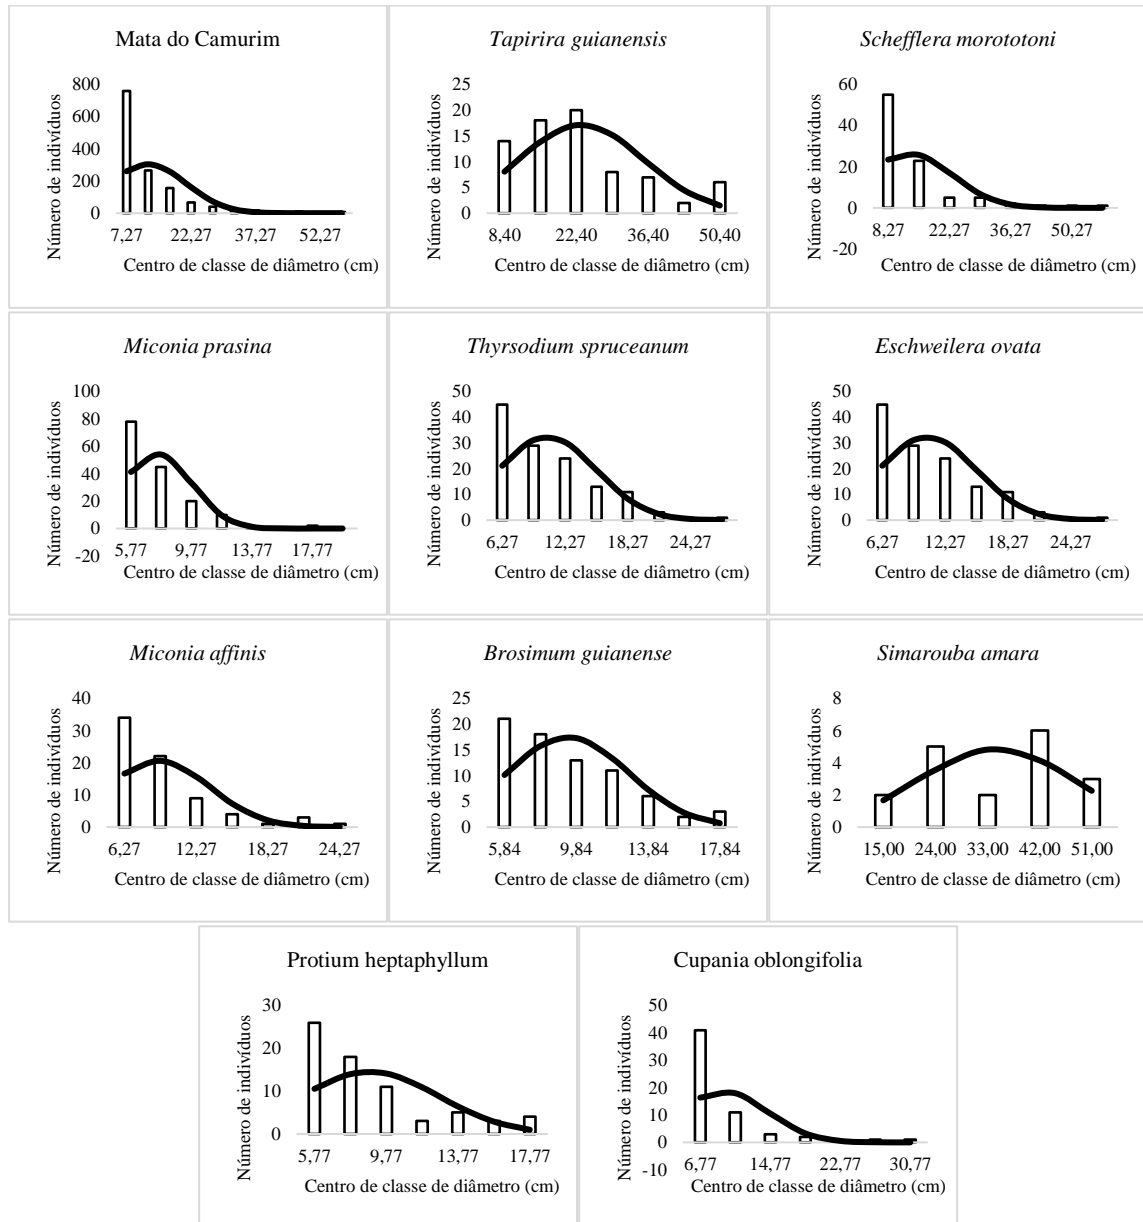 Mata do Camurim
Número de indivíduos
800
600
400
200
0
7,27 22,27 37,27 52,27
Centro de classe de diâmetro (cm)
Tapirira guianensis
Número de indivíduos
25
20
15
10
5
0
8,40 22,40 36,40 50,40
Centro de classe de diâmetro (cm)
Schefflera morototoni
Número de indivíduos
60
40
20
0
-20
8,27 22,27 36,27 50,27
Centro de classe de diâmetro (cm)
Miconia prasina
Número de indivíduos
100
80
60
40
20
0
-20
5,77 9,77 13,77 17,77
Centro de classe de diâmetro (cm)
Thyrsodium spruceanum
Número de indivíduos
50
40
30
20
10
0
6,27 12,27 18,27 24,27
Centro de classe de diâmetro (cm)
Eschweilera ovata
Número de indivíduos
50
40
30
20
10
0
6,27 12,27 18,27 24,27
Centro de classe de diâmetro (cm)
Miconia affinis
Número de indivíduos
40
30
20
10
0
6,27 12,27 18,27 24,27
Centro de classe de diâmetro (cm)
Brosimum guianense
Número de indivíduos
25
20
15
10
5
0
5,84 9,84 13,84 17,84
Centro de classe de diâmetro (cm)
Simarouba amara
Número de indivíduos
8
6
4
2
0
15,00 24,00 33,00 42,00 51,00
Centro de classe de diâmetro (cm)
Protium heptaphyllum
Número de indivíduos
30
20
10
0
5,77 9,77 13,77 17,77
Centro de classe de diâmetro (cm)
Cupania oblongifolia
Número de indivíduos
50
40
30
20
10
0
-10
6,77 14,77 22,77 30,77
Centro de classe de diâmetro (cm)